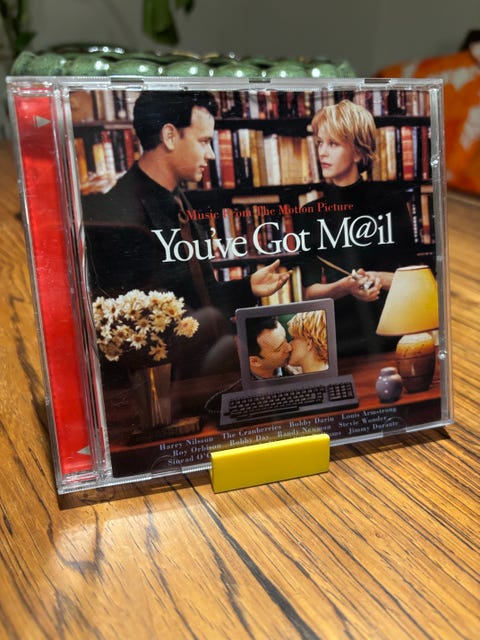 Music From The Motion Picture
You've Got M@il
Harry Nilsson The Cranberries Bobby Darin Louis Armstrong
Roy Orbison Bobby Day Randy Newman Stevie Wonder
Sinead O'C Jimmy Durante